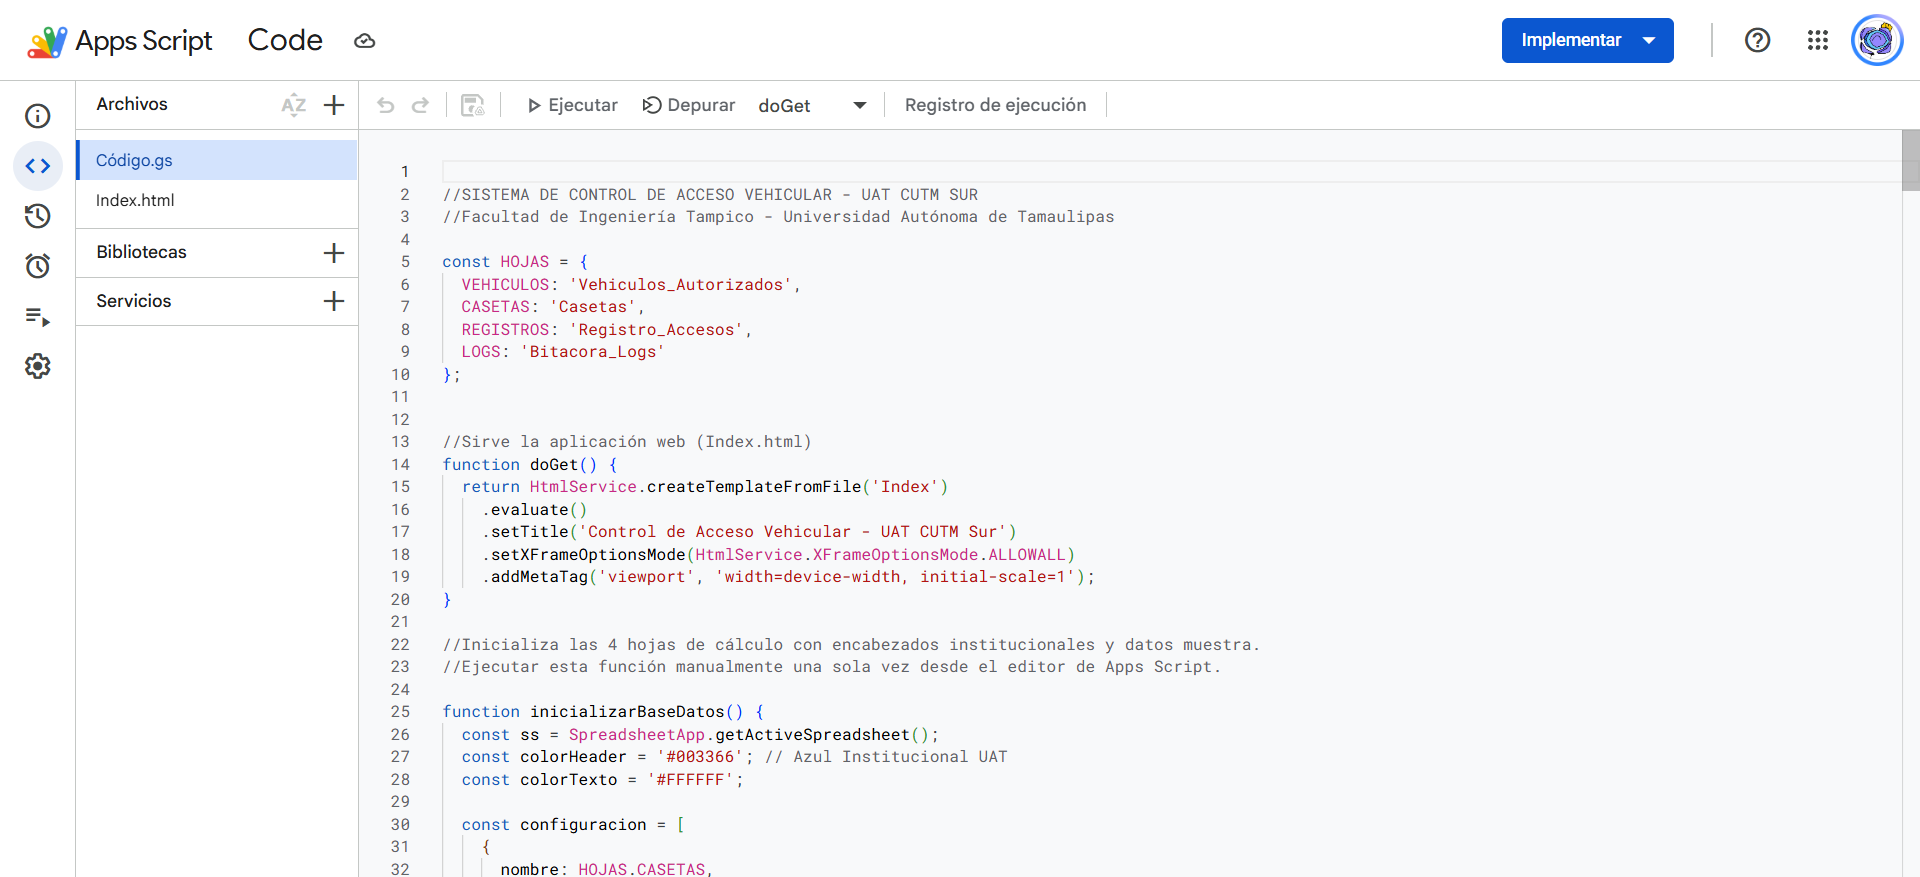 Apps Script Code
Implementar
Archivos AZ
Código.gs
Index.html
Bibliotecas
Servicios
Ejecutar Depurar doGet Registro de ejecución
1
2 //SISTEMA DE CONTROL DE ACCESO VEHICULAR - UAT CUTM SUR
3 //Facultad de Ingeniería Tampico - Universidad Autónoma de Tamaulipas
4
5 const HOJAS = {
6   VEHICULOS: 'Vehiculos_Autorizados',
7   CASETAS: 'Casetas',
8   REGISTROS: 'Registro_Accesos',
9   LOGS: 'Bitacora_Logs'
10 };
11
12
13 //Sirve la aplicación web (Index.html)
14 function doGet() {
15   return HtmlService.createTemplateFromFile('Index')
16     .evaluate()
17     .setTitle('Control de Acceso Vehicular - UAT CUTM Sur')
18     .setXFrameOptionsMode(HtmlService.XFrameOptionsMode.ALLOWALL)
19     .addMetaTag('viewport', 'width=device-width, initial-scale=1');
20 }
21
22 //Inicializa las 4 hojas de cálculo con encabezados institucionales y datos muestra.
23 //Ejecutar esta función manualmente una sola vez desde el editor de Apps Script.
24
25 function inicializarBaseDatos() {
26   const ss = SpreadsheetApp.getActiveSpreadsheet();
27   const colorHeader = '#003366'; // Azul Institucional UAT
28   const colorTexto = '#FFFFFF';
29
30   const configuracion = [
31     {
32       nombre: HOJAS.CASETAS,